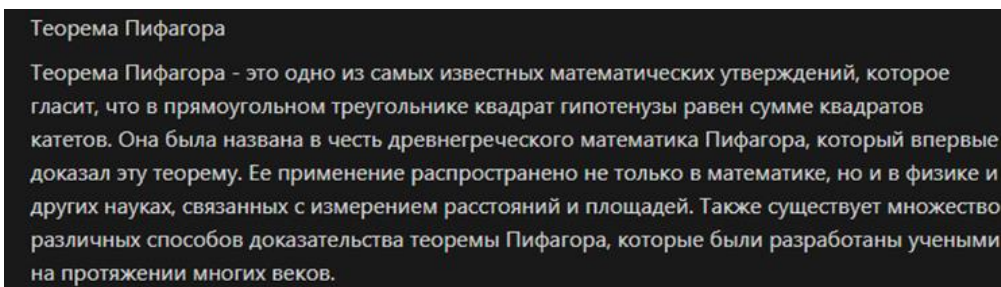 Теорема Пифагора
Теорема Пифагора - это одно из самых известных математических утверждений, которое
гласит, что в прямоугольном треугольнике квадрат гипотенузы равен сумме квадратов
катетов. Она была названа в честь древнегреческого математика Пифагора, который впервые
доказал эту теорему. Ее применение распространено не только в математике, но и в физике и
других науках, связанных с измерением расстояний и площадей. Также существует множество
различных способов доказательства теоремы Пифагора, которые были разработаны учеными
на протяжении многих веков.